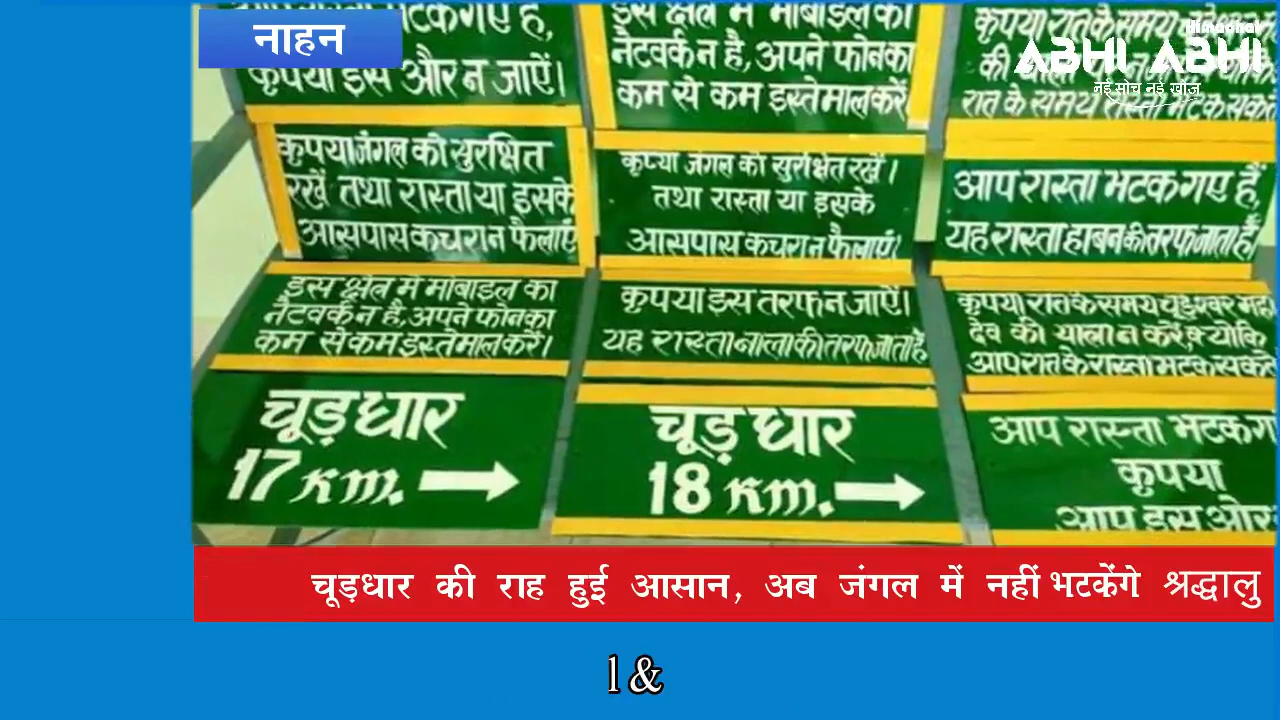 नाहन
Himachal
ABHI ABHI
नई सोच नई खोज
कृपया इस और न जाऐं।
इस क्षेत्र में मोबाइल का
नैटवर्क न है, अपने फोन का
कम से कम इस्तेमाल करें
कृपया रात के समय
की
रात के समय रास्ता भटक सकते
कृपया जंगल को सुरक्षित
रखें तथा रास्ता या इसके
आसपास कचरा न फैलाएं
कृप्या जंगल को सुरक्षित रखें।
तथा रास्ता या इसके
आसपास कचरा न फैलाएं।
आप रास्ता भटक गए हैं,
यह रास्ता हाबन की तरफ जाता हैं
इस क्षेत्र मे मोबाइल का
नैटवर्क न है, अपने फोन का
कम से कम इस्तेमाल करें।
कृपया इस तरफ न जाऐं।
यह रास्ता नाला की तरफ जाता है
कृपया रात के समय चूड़ेश्वर महा
देव की यात्रा न करें, क्योकि
आप रात के रास्ता भटक सकते
चूड़धार
17 Km.
चूड़धार
18 Km.
आप रास्ता भटक ग
कृपया
आप इस ओर
चूड़धार की राह हुई आसान, अब जंगल में नहीं भटकेंगे श्रद्धालु
1 &